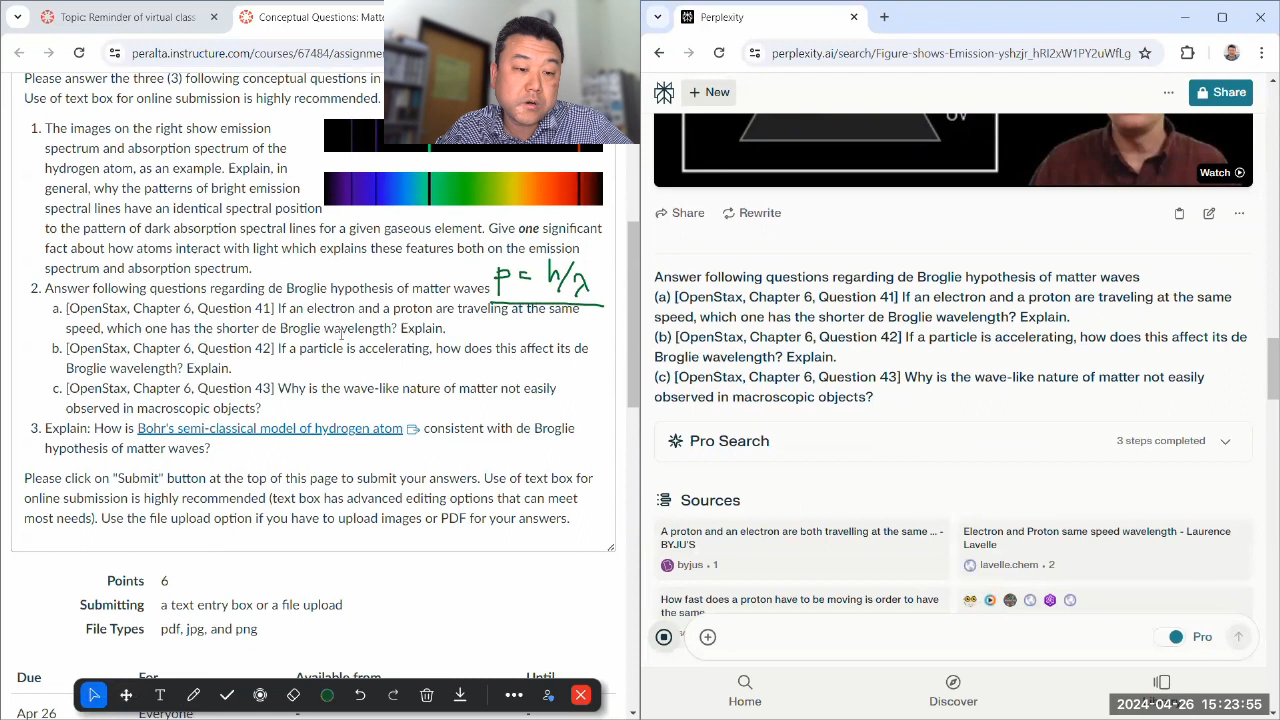 Topic: Reminder of virtual class
Conceptual Questions: Matte
Perplexity
peralta.instructure.com/courses/67484/assignme
perplexity.ai/search/Figure-shows-Emission-yshzjr_hRI2xW1PY2uWfLg
Please answer the three (3) following conceptual questions in
Use of text box for online submission is highly recommended.
1. The images on the right show emission
spectrum and absorption spectrum of the
hydrogen atom, as an example. Explain, in
general, why the patterns of bright emission
spectral lines have an identical spectral position
to the pattern of dark absorption spectral lines for a given gaseous element. Give one significant
fact about how atoms interact with light which explains these features both on the emission
spectrum and absorption spectrum.
2. Answer following questions regarding de Broglie hypothesis of matter waves
p = h/λ
a. [OpenStax, Chapter 6, Question 41] If an electron and a proton are traveling at the same
speed, which one has the shorter de Broglie wavelength? Explain.
b. [OpenStax, Chapter 6, Question 42] If a particle is accelerating, how does this affect its de
Broglie wavelength? Explain.
c. [OpenStax, Chapter 6, Question 43] Why is the wave-like nature of matter not easily
observed in macroscopic objects?
3. Explain: How is Bohr's semi-classical model of hydrogen atom consistent with de Broglie
hypothesis of matter waves?
Please click on "Submit" button at the top of this page to submit your answers. Use of text box for
online submission is highly recommended (text box has advanced editing options that can meet
most needs). Use the file upload option if you have to upload images or PDF for your answers.
Points 6
Submitting a text entry box or a file upload
File Types pdf, jpg, and png
Due For Available from Until
Apr 26 Everyone - -
New
Share
UV
Watch
Share Rewrite
Answer following questions regarding de Broglie hypothesis of matter waves
(a) [OpenStax, Chapter 6, Question 41] If an electron and a proton are traveling at the same
speed, which one has the shorter de Broglie wavelength? Explain.
(b) [OpenStax, Chapter 6, Question 42] If a particle is accelerating, how does this affect its de
Broglie wavelength? Explain.
(c) [OpenStax, Chapter 6, Question 43] Why is the wave-like nature of matter not easily
observed in macroscopic objects?
Pro Search 3 steps completed
Sources
A proton and an electron are both travelling at the same ... -
BYJU'S
byjus • 1
Electron and Proton same speed wavelength - Laurence
Lavelle
lavelle.chem • 2
How fast does a proton have to be moving is order to have
the same
Pro
Home Discover
2024-04-26 15:23:55